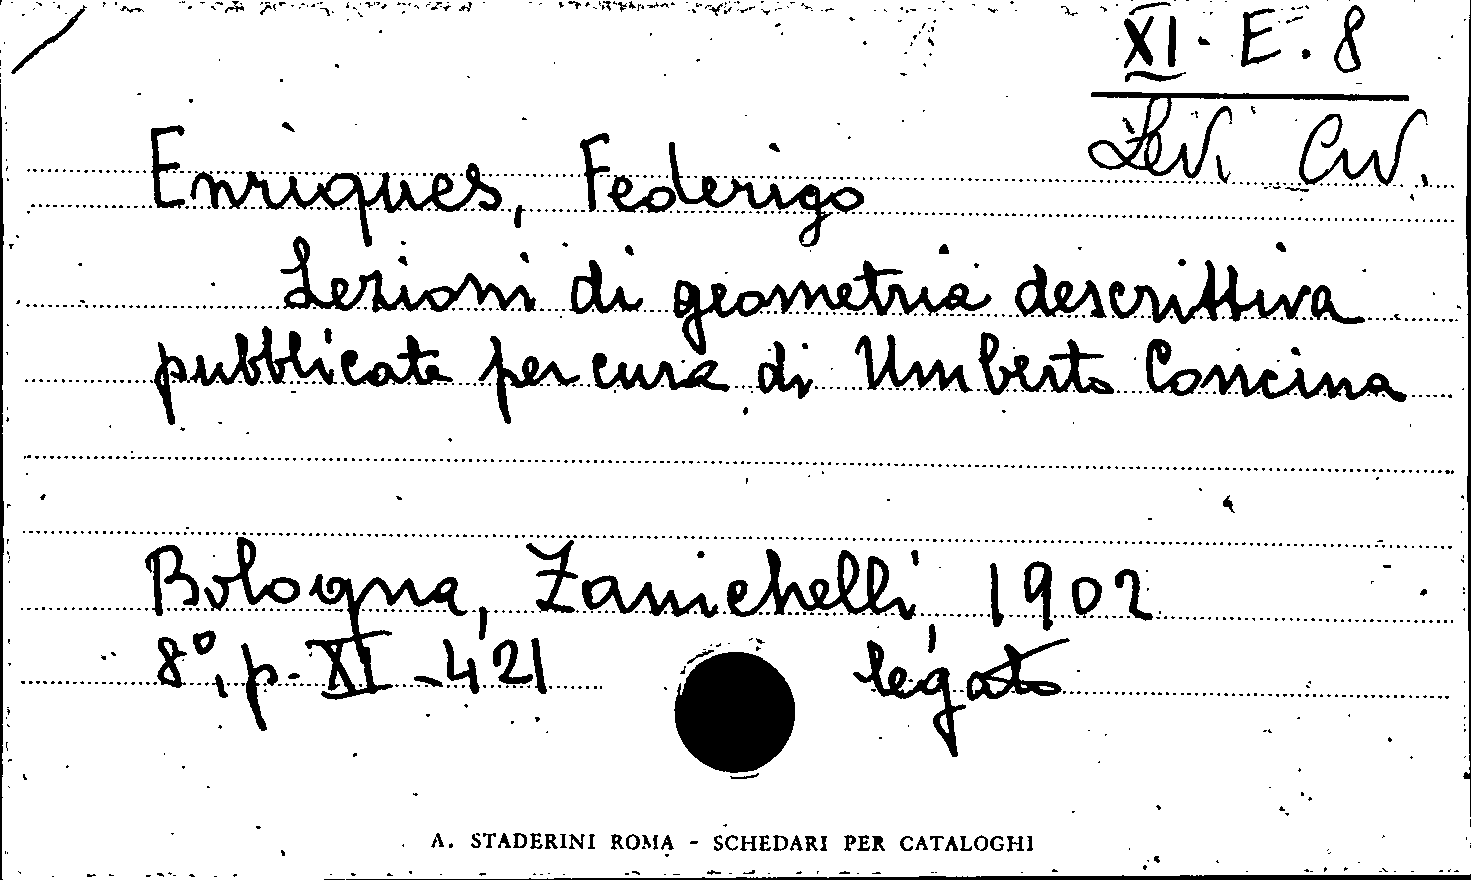 XI. E. 8
Levi Civ.
Enriques, Federigo
Lezioni di geometria descrittiva
pubblicate per cura di Umberto Concina
Bologna, Zanichelli, 1902
8°, p. XI-421 legato
A. STADERINI ROMA - SCHEDARI PER CATALOGHI